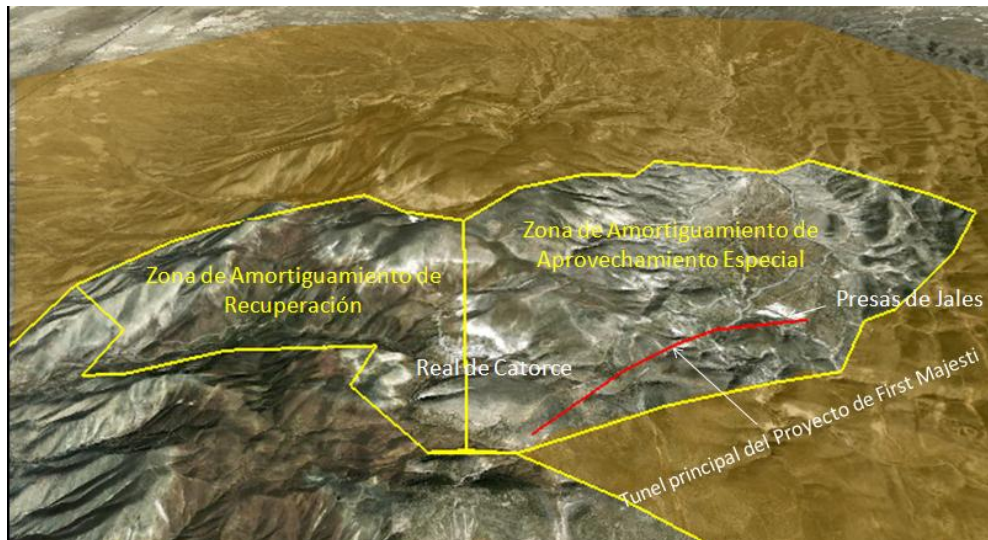 Zona de Amortiguamiento de
Recuperación
Zona de Amortiguamiento de
Aprovechamiento Especial
Presas de Jales
Real de Catorce
Tunel principal del Proyecto de First Majesti